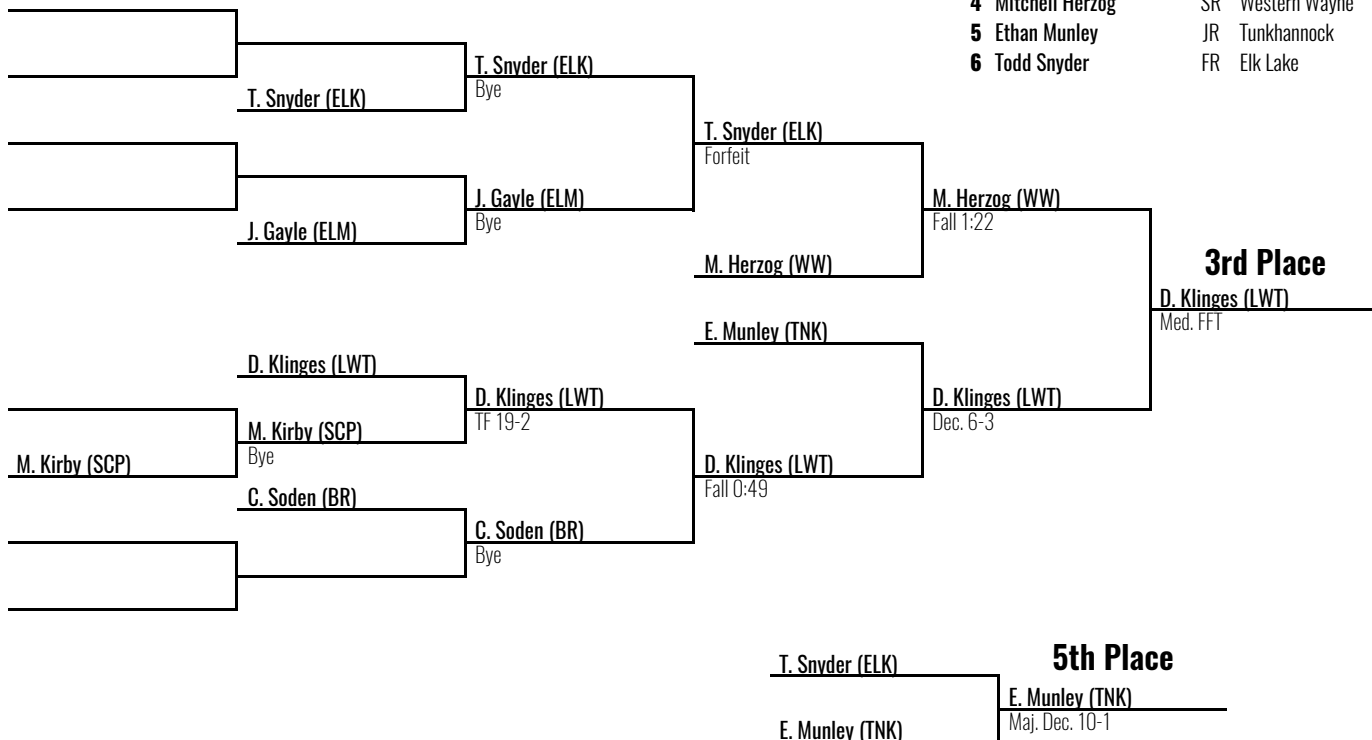 4 Mitchell Herzog SR Western Wayne
5 Ethan Munley JR Tunkhannock
6 Todd Snyder FR Elk Lake
T. Snyder (ELK)
Bye
T. Snyder (ELK)
T. Snyder (ELK)
Forfeit
J. Gayle (ELM)
Bye
J. Gayle (ELM)
M. Herzog (WW)
Fall 1:22
M. Herzog (WW)
3rd Place
D. Klinges (LWT)
Med. FFT
E. Munley (TNK)
D. Klinges (LWT)
D. Klinges (LWT)
TF 19-2
D. Klinges (LWT)
Dec. 6-3
M. Kirby (SCP)
Bye
M. Kirby (SCP)
D. Klinges (LWT)
Fall 0:49
C. Soden (BR)
C. Soden (BR)
Bye
T. Snyder (ELK)
5th Place
E. Munley (TNK)
Maj. Dec. 10-1
E. Munley (TNK)